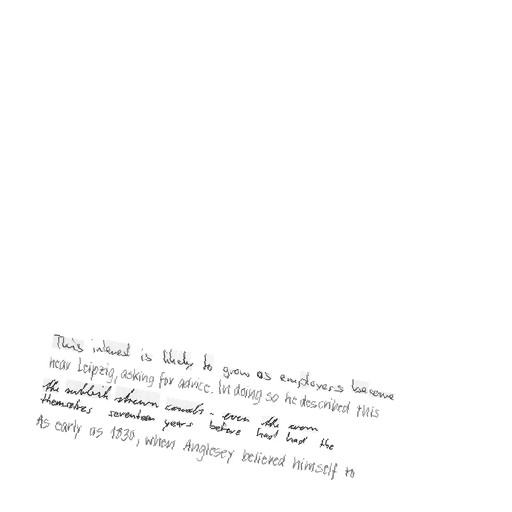 This interest is likely to grow as employers become
near Leipzig, asking for advice. In doing so he described this
the rubbish strewn canals - even the worn
themselves seventeen years before had had the
As early as 1830, when Anglesey believed himself to